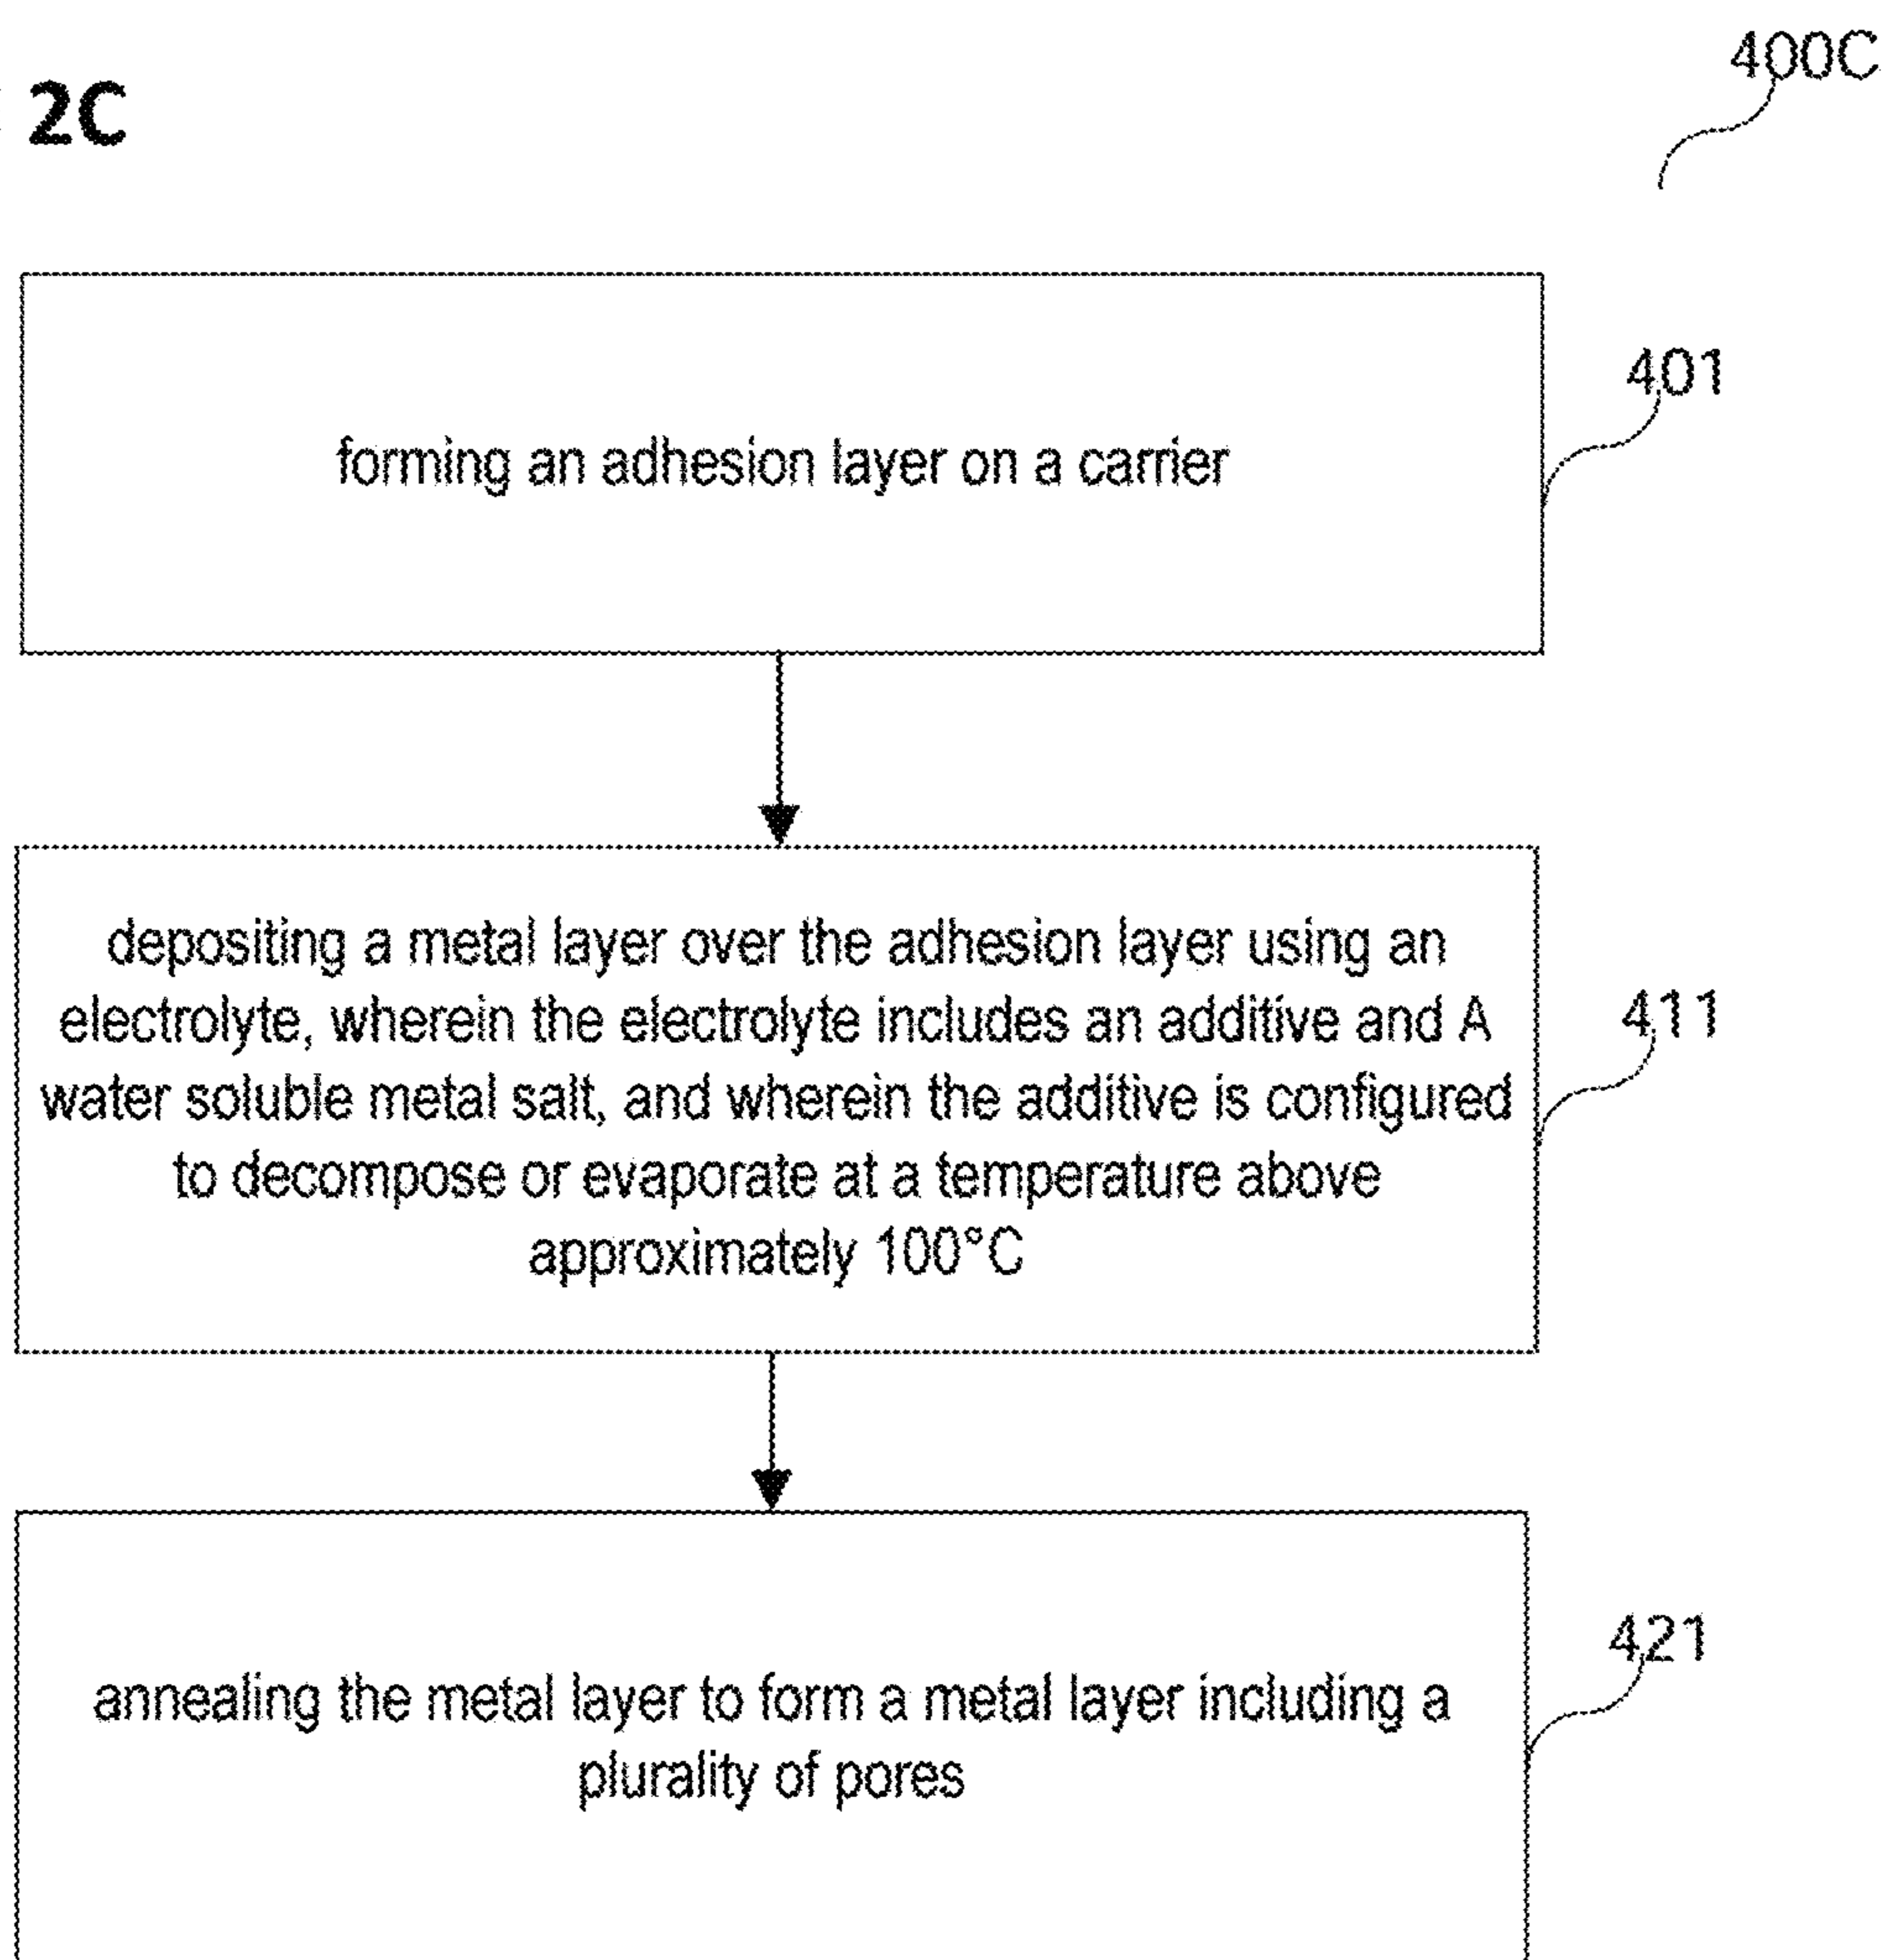 2C
400C
forming an adhesion layer on a carrier
401
depositing a metal layer over the adhesion layer using an
electrolyte, wherein the electrolyte includes an additive and A
water soluble metal salt, and wherein the additive is configured
to decompose or evaporate at a temperature above
approximately 100°C
411
annealing the metal layer to form a metal layer including a
plurality of pores
421